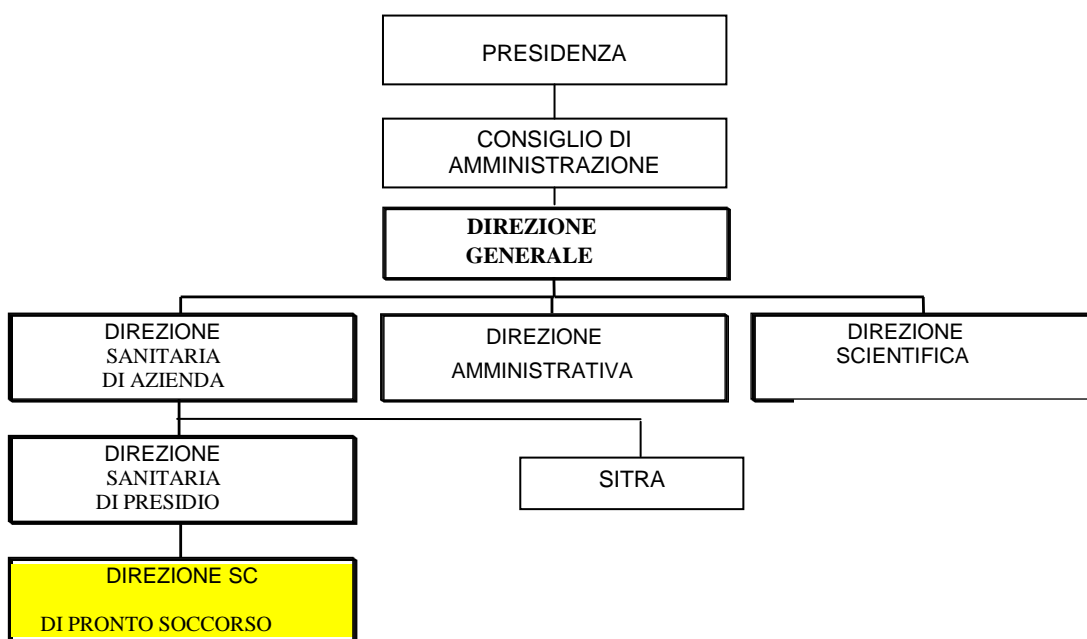 PRESIDENZA
CONSIGLIO DI
AMMINISTRAZIONE
DIREZIONE
GENERALE
DIREZIONE
SANITARIA
DI AZIENDA
DIREZIONE
AMMINISTRATIVA
DIREZIONE
SCIENTIFICA
DIREZIONE
SANITARIA
DI PRESIDIO
SITRA
DIREZIONE SC
DI PRONTO SOCCORSO